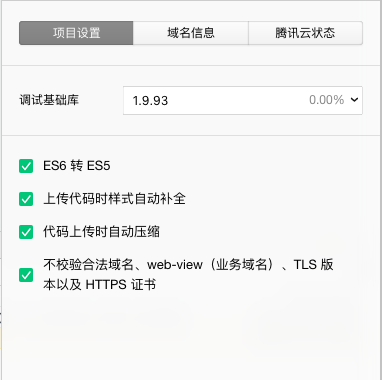 项目设置 域名信息 腾讯云状态
调试基础库 1.9.93 0.00%
ES6 转 ES5
上传代码时样式自动补全
代码上传时自动压缩
不校验合法域名、web-view（业务域名）、TLS 版
本以及 HTTPS 证书